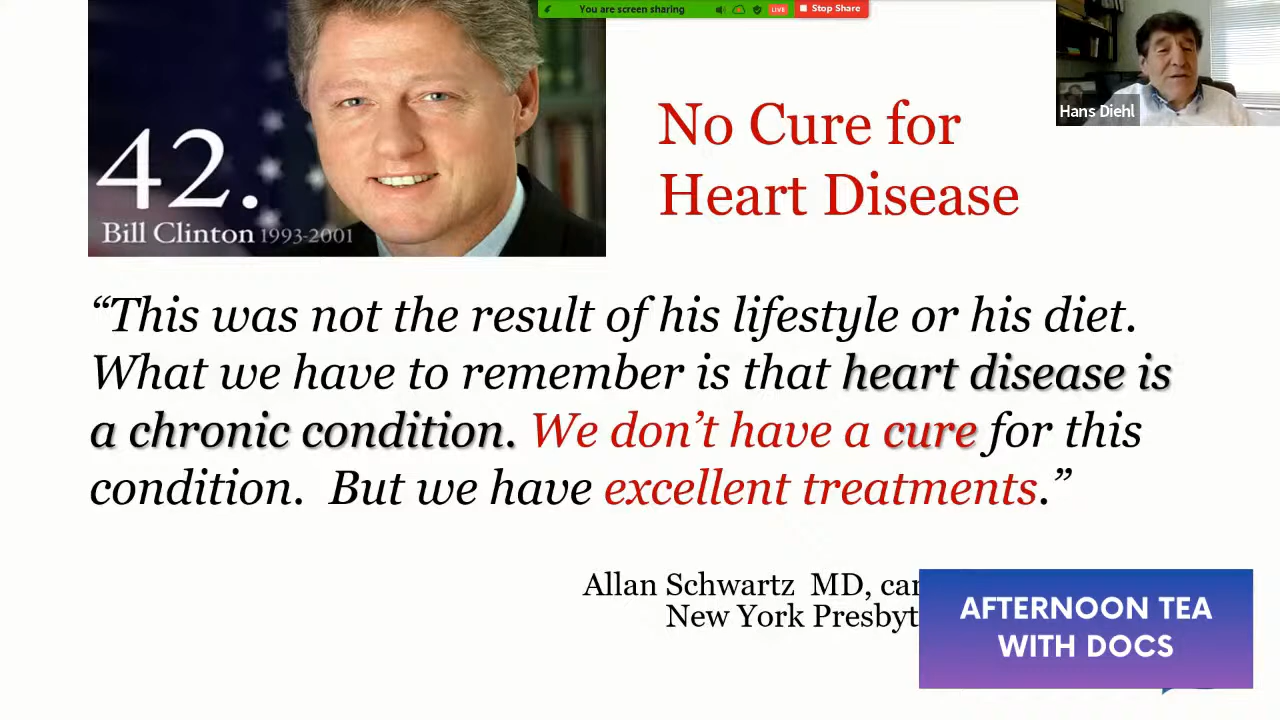 You are screen sharing
LIVE
Stop Share
Hans Diehl
42.
Bill Clinton 1993-2001
No Cure for
Heart Disease
“This was not the result of his lifestyle or his diet.
What we have to remember is that heart disease is
a chronic condition. We don’t have a cure for this
condition.  But we have excellent treatments.”
Allan Schwartz  MD,
New York
AFTERNOON TEA
WITH DOCS